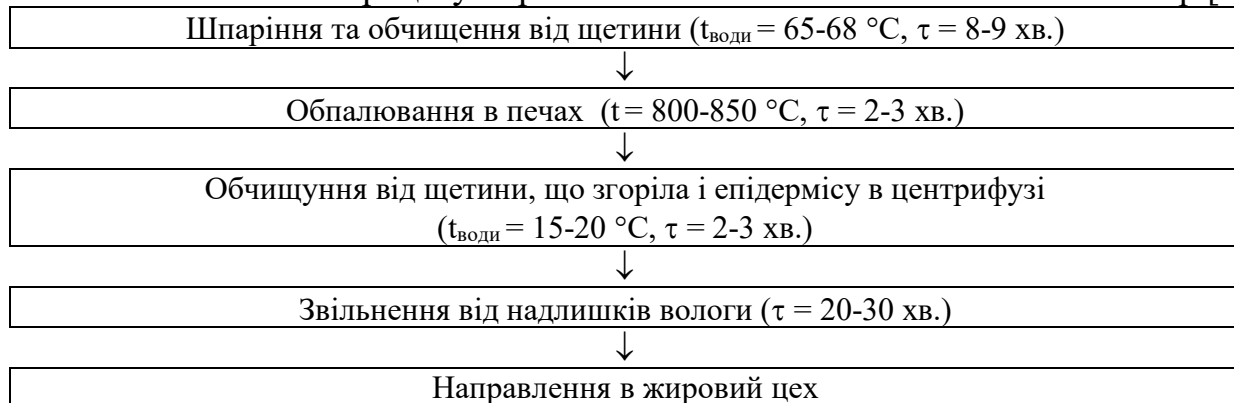 Шпаріння та обчищення від щетини (tводи = 65-68 °С, τ = 8-9 хв.)
↓
Обпалювання в печах (t = 800-850 °С, τ = 2-3 хв.)
↓
Обчищуння від щетини, що згоріла і епідермісу в центрифузі
(tводи = 15-20 °С, τ = 2-3 хв.)
↓
Звільнення від надлишків вологи (τ = 20-30 хв.)
↓
Направлення в жировий цех